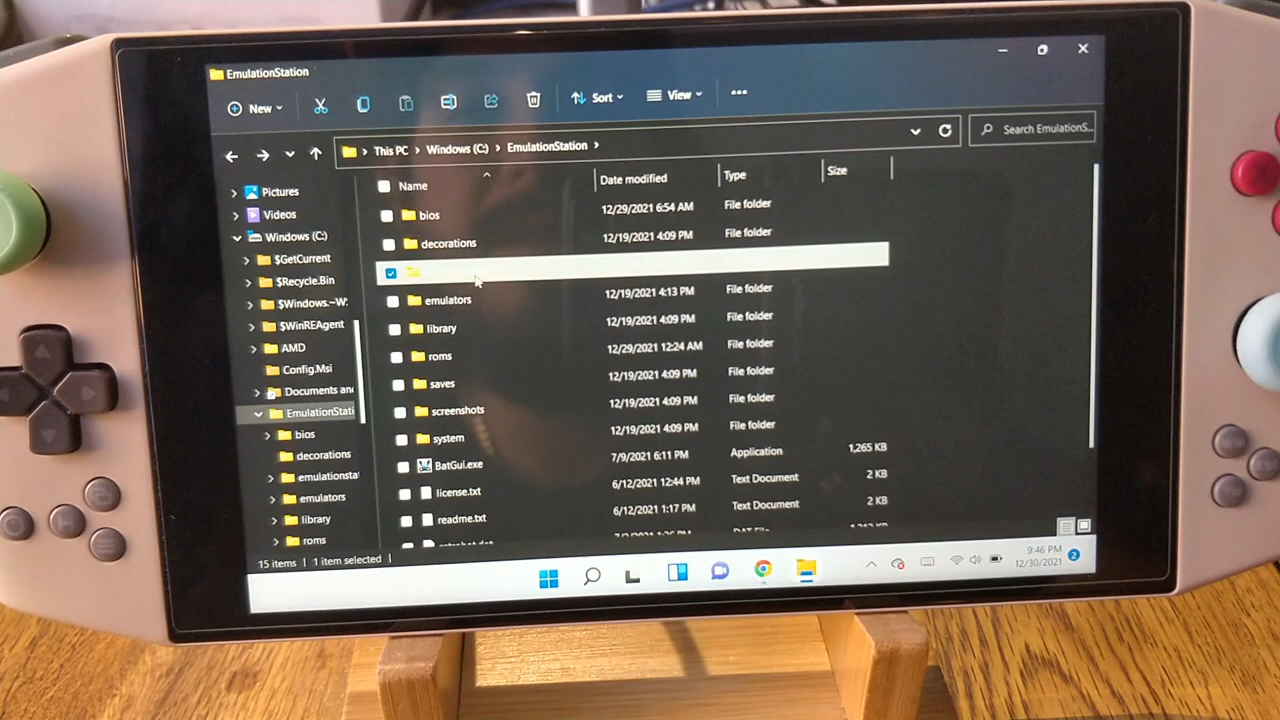 EmulationStation
New
Sort
View
This PC > Windows (C:) > EmulationStation >
Search EmulationS...
Pictures
Videos
Windows (C:)
$GetCurrent
$Recycle.Bin
$Windows.~W:
$WinREAgent
AMD
Config.Msi
Documents and
EmulationStati
bios
decorations
emulationsta
emulators
library
roms
Name Date modified Type Size
bios 12/29/2021 6:54 AM File folder
decorations 12/19/2021 4:09 PM File folder
emulators 12/19/2021 4:13 PM File folder
library 12/19/2021 4:09 PM File folder
roms 12/29/2021 12:24 AM File folder
saves 12/19/2021 4:09 PM File folder
screenshots 12/19/2021 4:09 PM File folder
system 12/19/2021 4:09 PM File folder
BatGui.exe 7/9/2021 6:11 PM Application 1,265 KB
license.txt 6/12/2021 12:44 PM Text Document 2 KB
readme.txt 6/12/2021 1:17 PM Text Document 2 KB
15 items | 1 item selected |
9:46 PM
12/30/2021
2